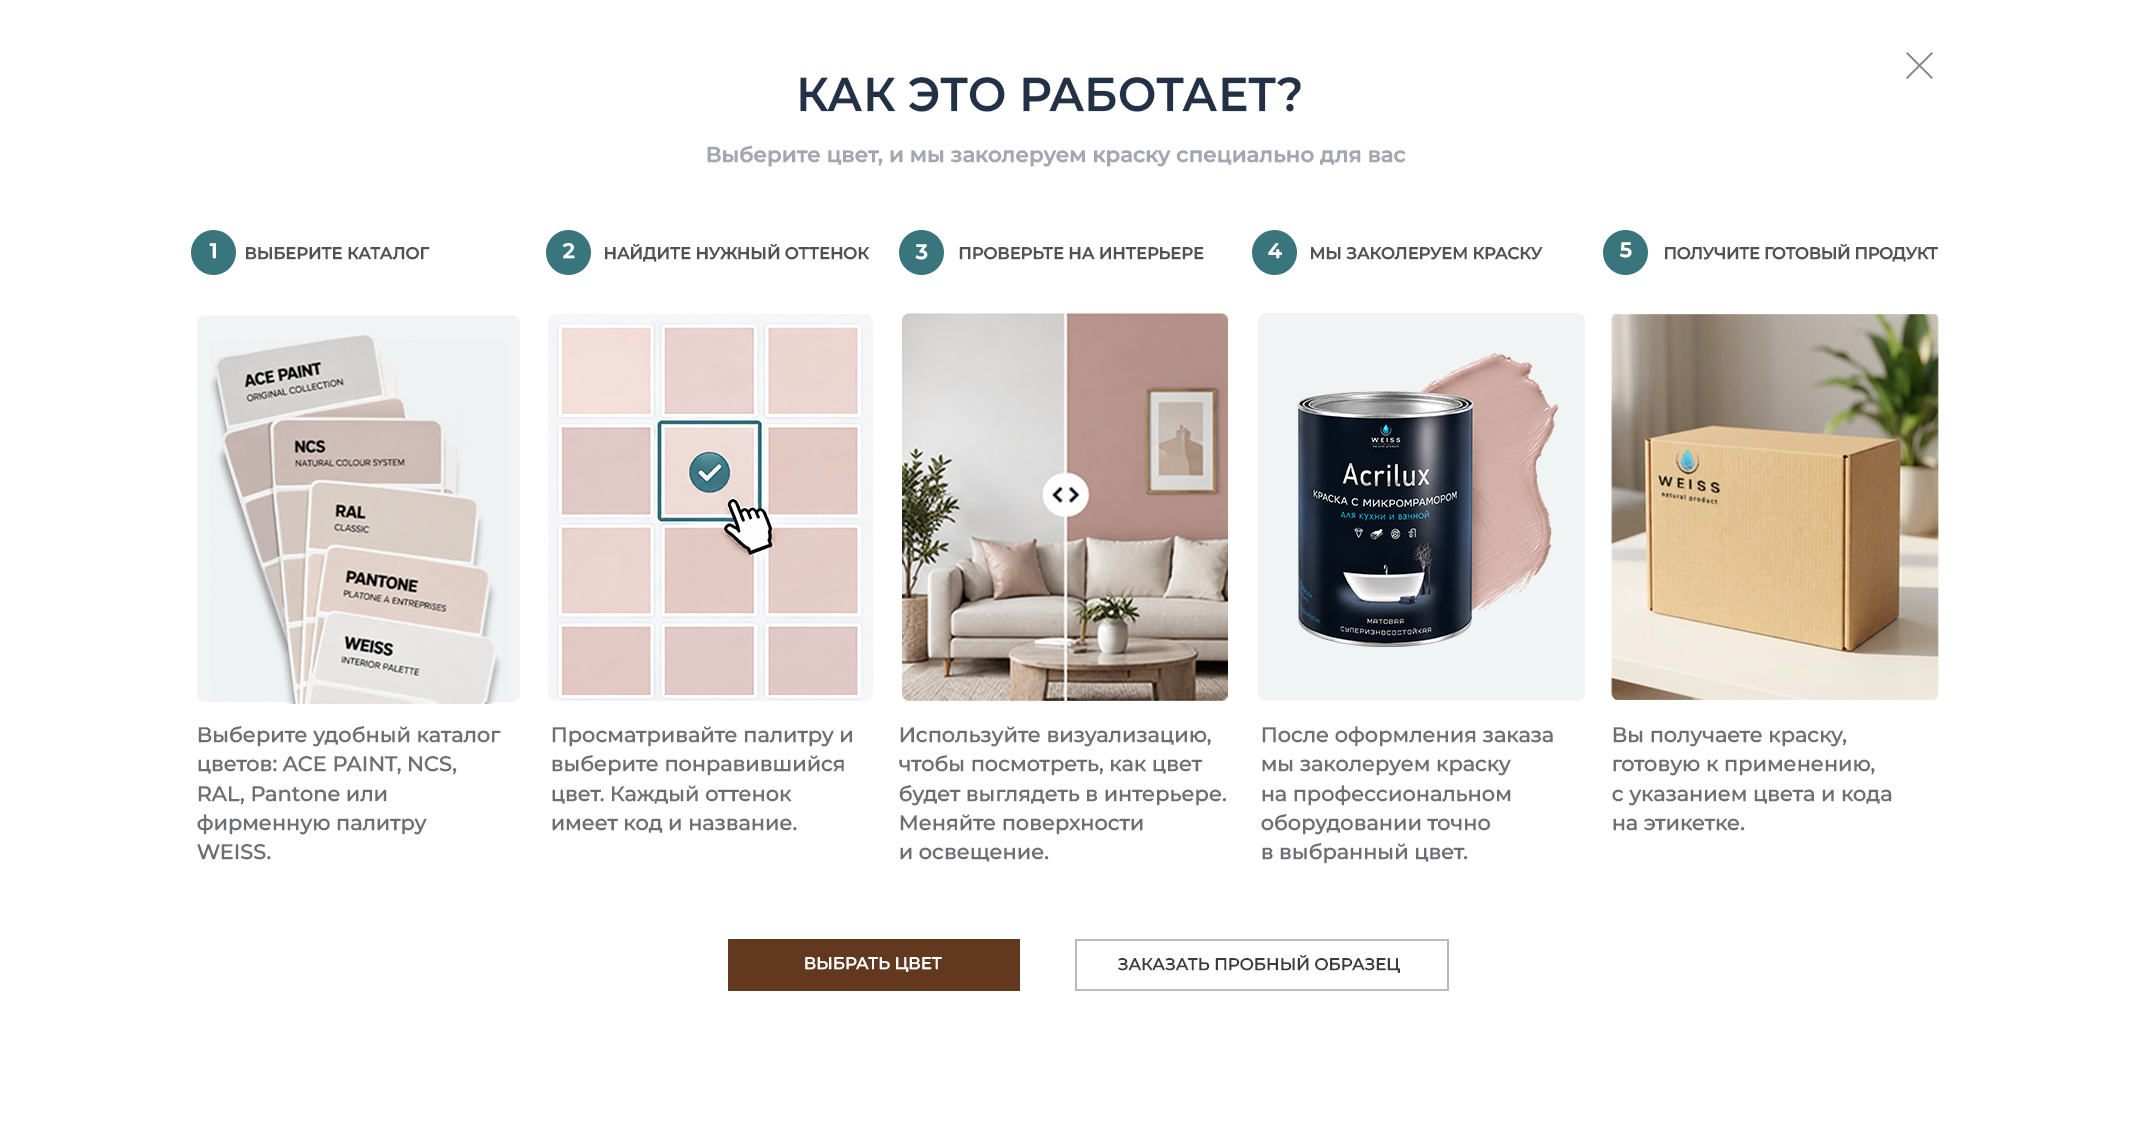 КАК ЭТО РАБОТАЕТ?
Выберите цвет, и мы заколеруем краску специально для вас
1 ВЫБЕРИТЕ КАТАЛОГ
ACE PAINT
ORIGINAL COLLECTION
NCS
NATURAL COLOUR SYSTEM
RAL
CLASSIC
PANTONE
PLATONE A ENTREPRISES
WEISS
INTERIOR PALETTE
Выберите удобный каталог
цветов: ACE PAINT, NCS,
RAL, Pantone или
фирменную палитру
WEISS.
2 НАЙДИТЕ НУЖНЫЙ ОТТЕНОК
Просматривайте палитру и
выберите понравившийся
цвет. Каждый оттенок
имеет код и название.
3 ПРОВЕРЬТЕ НА ИНТЕРЬЕРЕ
Используйте визуализацию,
чтобы посмотреть, как цвет
будет выглядеть в интерьере.
Меняйте поверхности
и освещение.
4 МЫ ЗАКОЛЕРУЕМ КРАСКУ
WEISS
natural product
Acrilux
КРАСКА С МИКРОМРАМОРОМ
ДЛЯ КУХНИ И ВАННОЙ
МАТОВАЯ
СУПЕРИЗНОСОСТОЙКАЯ
После оформления заказа
мы заколеруем краску
на профессиональном
оборудовании точно
в выбранный цвет.
5 ПОЛУЧИТЕ ГОТОВЫЙ ПРОДУКТ
WEISS
natural product
Вы получаете краску,
готовую к применению,
с указанием цвета и кода
на этикетке.
ВЫБРАТЬ ЦВЕТ
ЗАКАЗАТЬ ПРОБНЫЙ ОБРАЗЕЦ